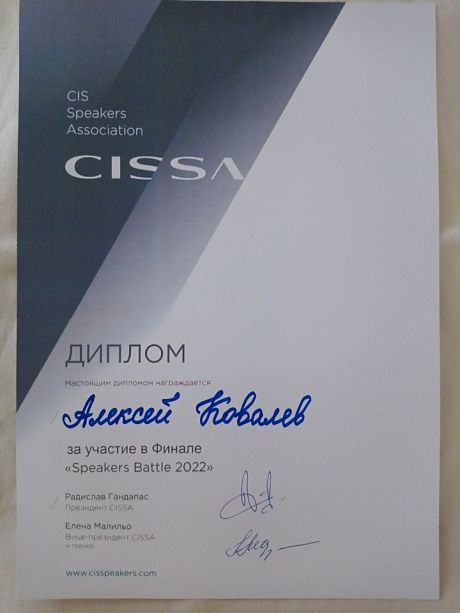 CIS
Speakers
Association
CISSA
ДИПЛОМ
Настоящим дипломом награждается
Алексей Ковалев
за участие в Финале
«Speakers Battle 2022»
Радислав Гандапас
Президент CISSA
Елена Малильо
Вице-президент CISSA
и тренер
www.cisspeakers.com